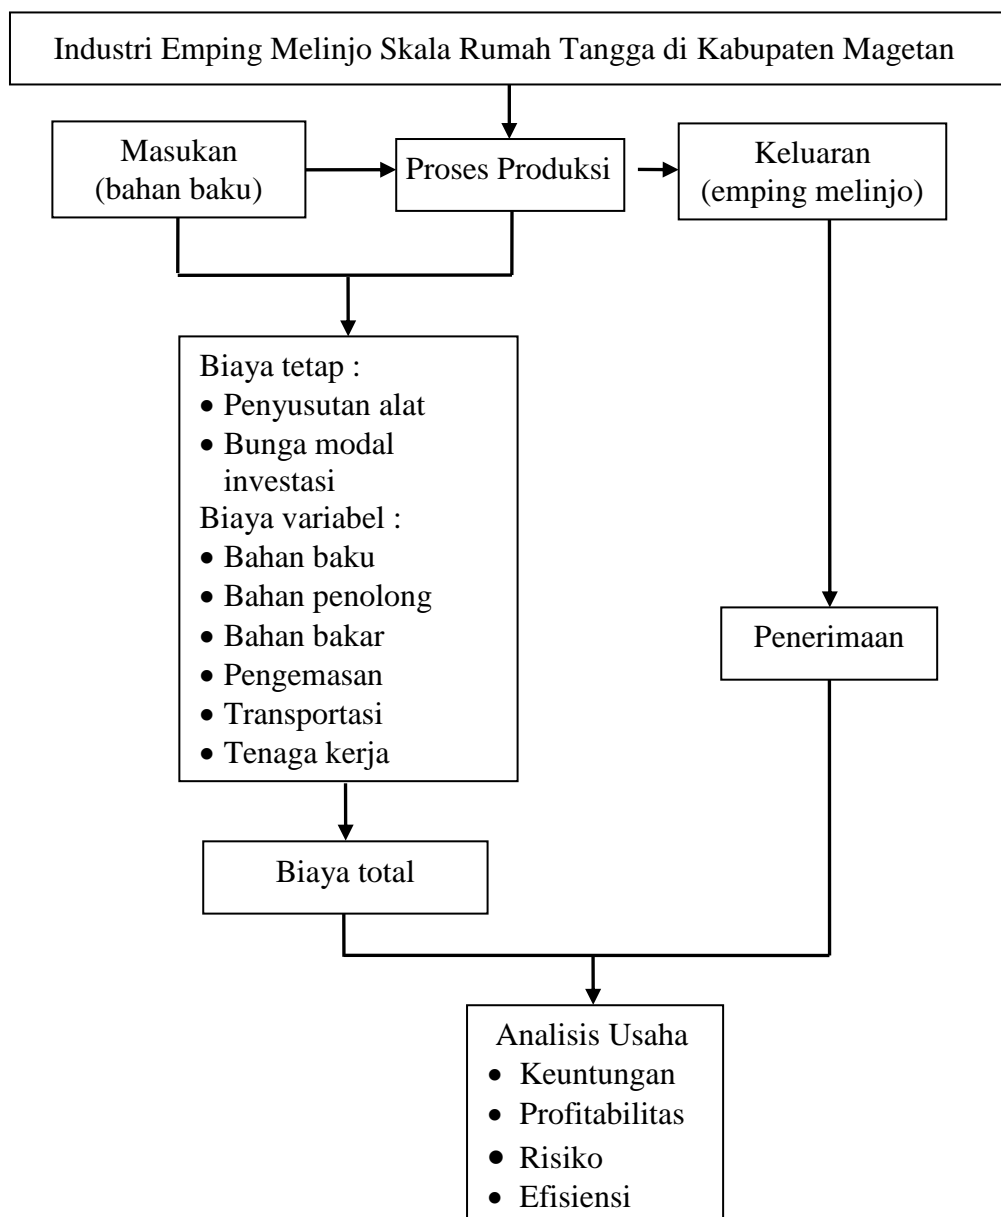 Industri Emping Melinjo Skala Rumah Tangga di Kabupaten Magetan
Masukan
(bahan baku)
Proses Produksi
Keluaran
(emping melinjo)
Biaya tetap :
• Penyusutan alat
• Bunga modal
investasi
Biaya variabel :
• Bahan baku
• Bahan penolong
• Bahan bakar
• Pengemasan
• Transportasi
• Tenaga kerja
Penerimaan
Biaya total
Analisis Usaha
• Keuntungan
• Profitabilitas
• Risiko
• Efisiensi